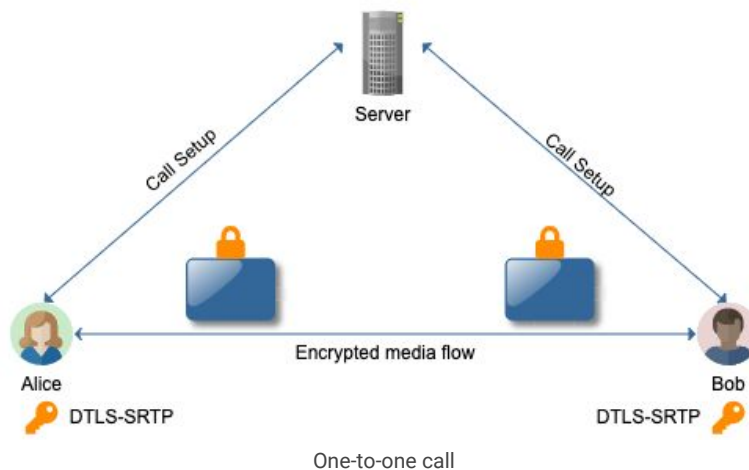 Server
Call Setup
Call Setup
Encrypted media flow
Alice
Bob
DTLS-SRTP
DTLS-SRTP
One-to-one call